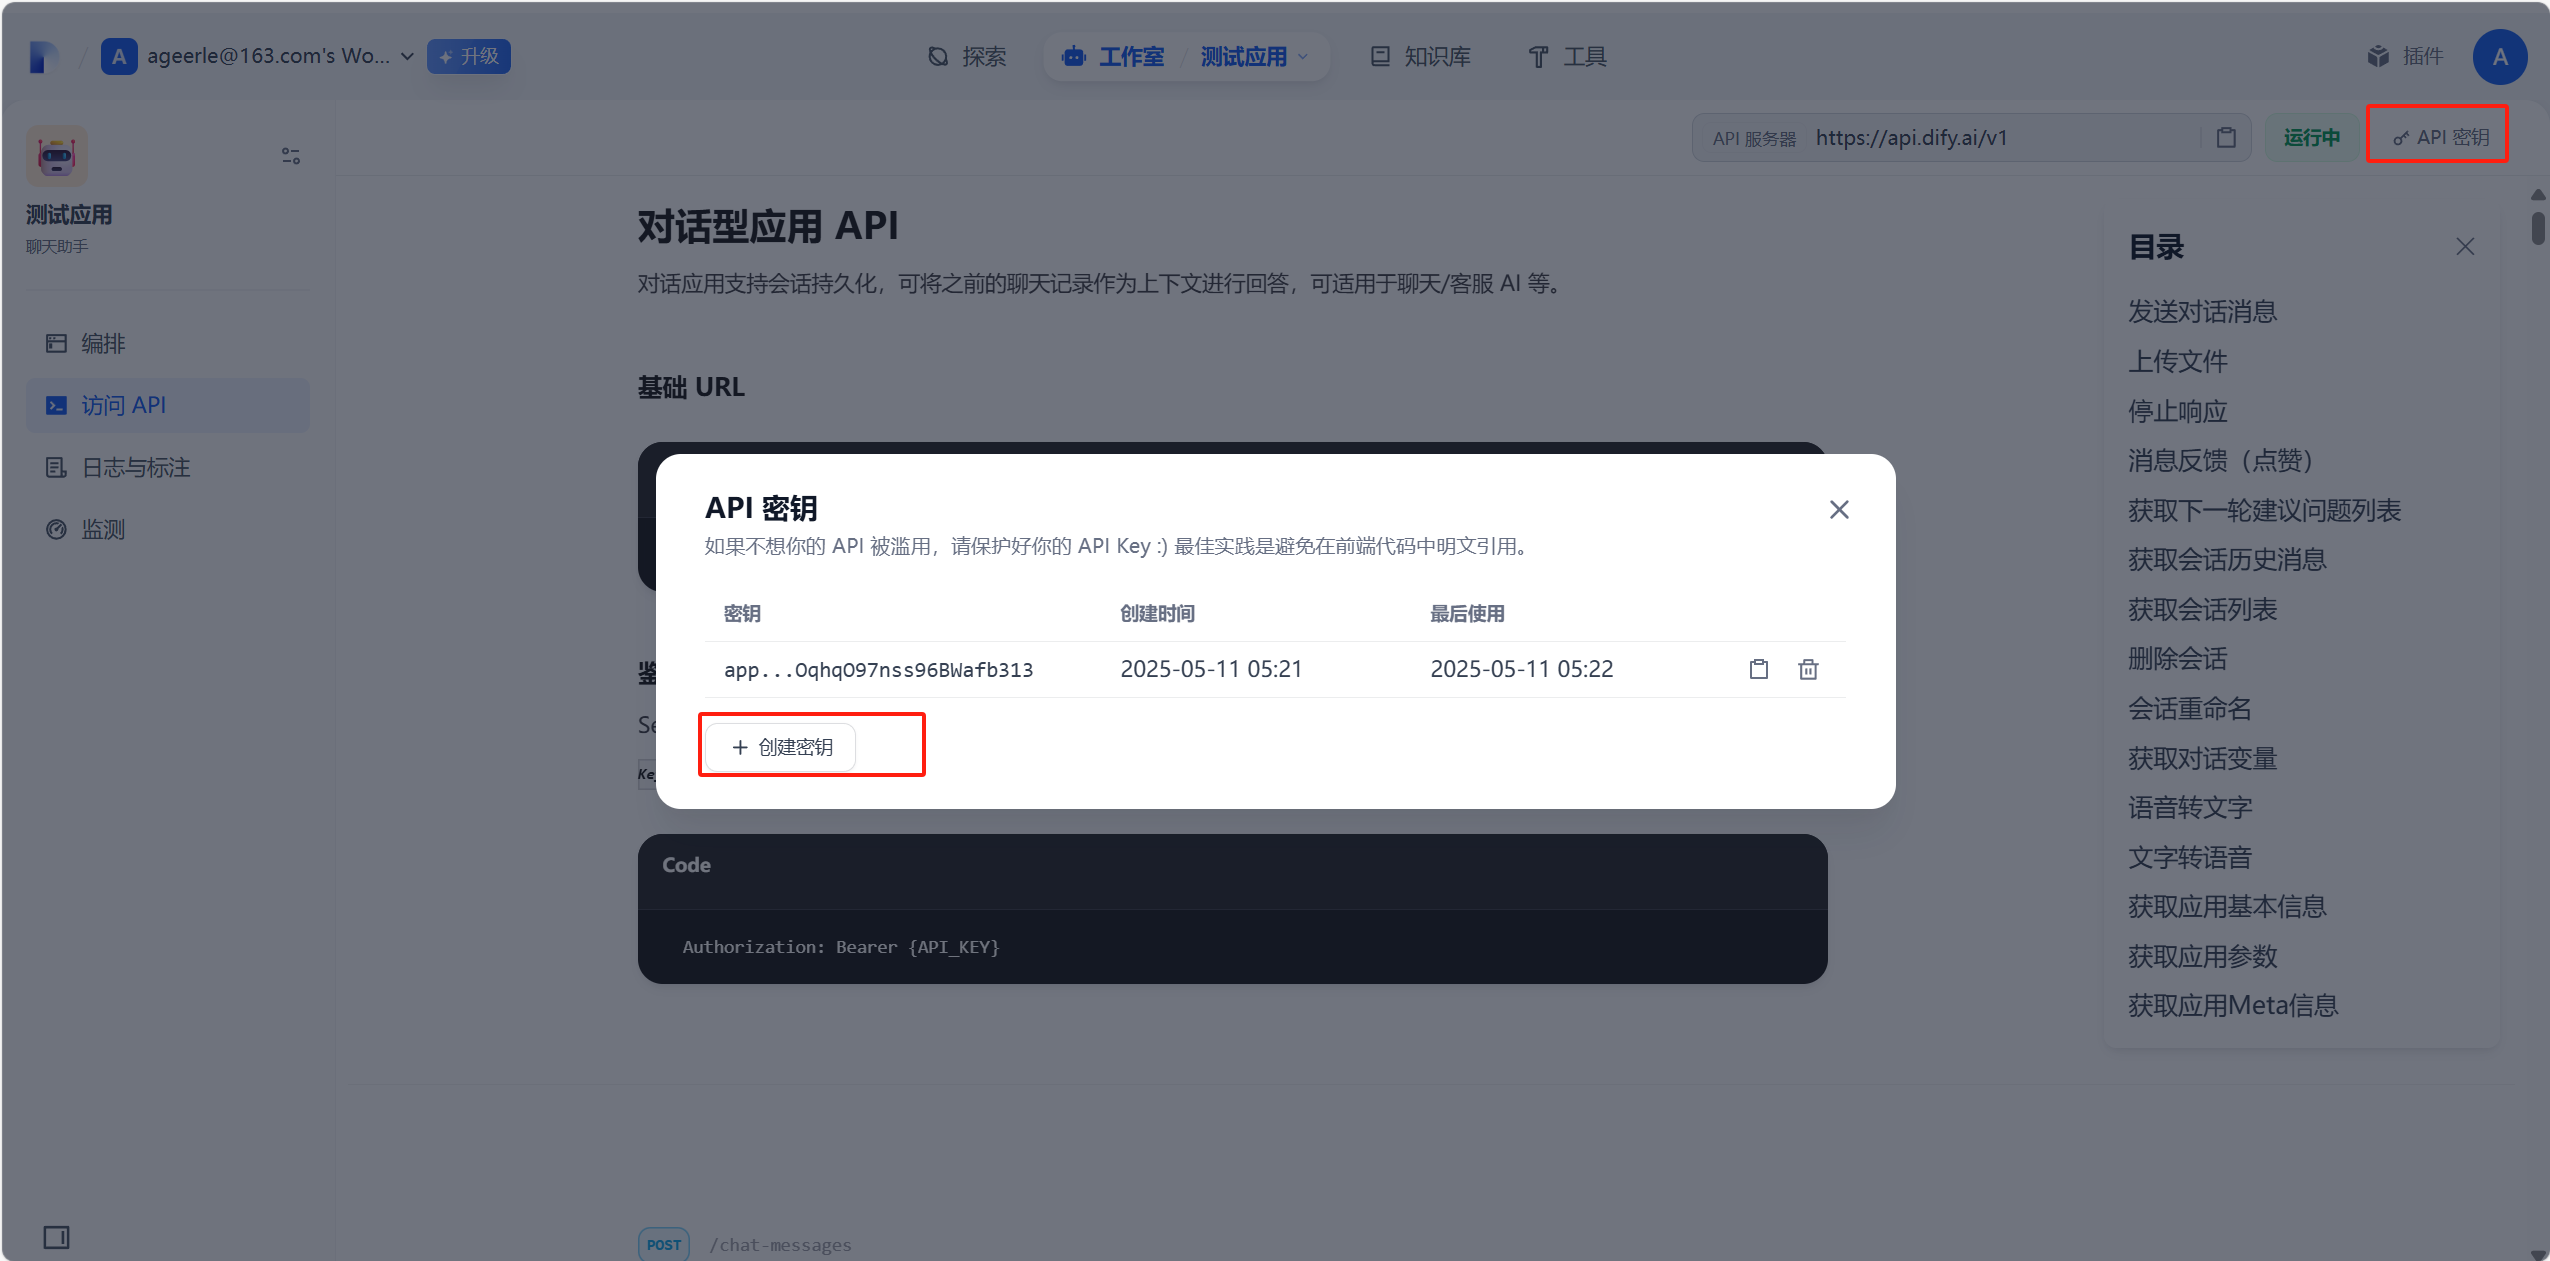 A ageerle@163.com's Wo... 升级
探索
工作室 / 测试应用
知识库
工具
插件
A
API 服务器 https://api.dify.ai/v1
运行中
API 密钥
测试应用
聊天助手
编排
访问 API
日志与标注
监测
对话型应用 API
对话应用支持会话持久化，可将之前的聊天记录作为上下文进行回答，可适用于聊天/客服 AI 等。
基础 URL
API 密钥
如果不想你的 API 被滥用，请保护好你的 API Key :) 最佳实践是避免在前端代码中明文引用。
密钥 创建时间 最后使用
app...OqhqO97nss96BWafb313 2025-05-11 05:21 2025-05-11 05:22
创建密钥
Code
Authorization: Bearer {API_KEY}
POST /chat-messages
目录
发送对话消息
上传文件
停止响应
消息反馈（点赞）
获取下一轮建议问题列表
获取会话历史消息
获取会话列表
删除会话
会话重命名
获取对话变量
语音转文字
文字转语音
获取应用基本信息
获取应用参数
获取应用Meta信息